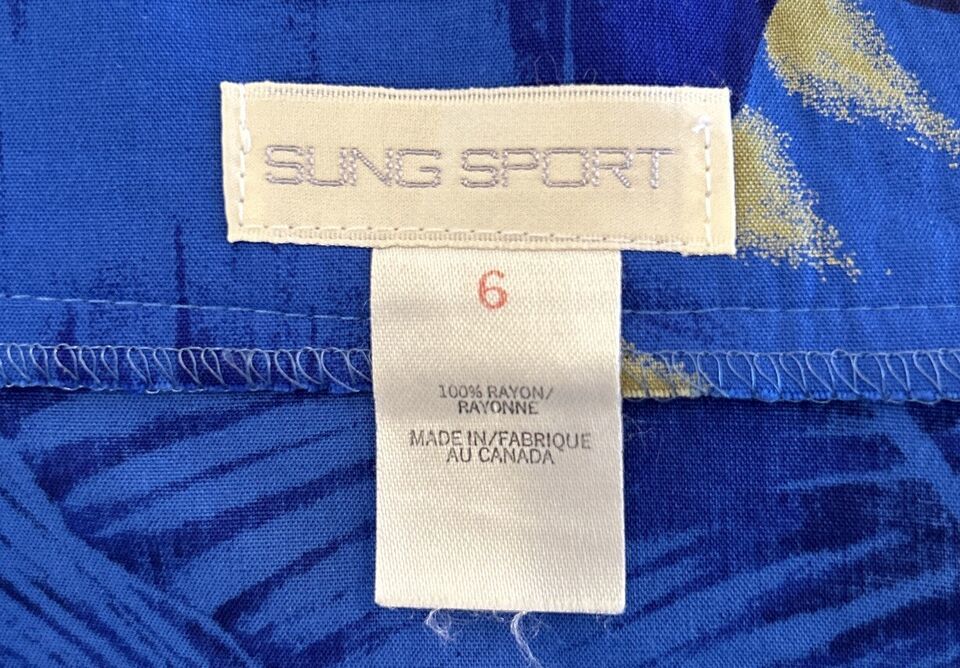 SUNG SPORT
6
100% RAYON/
RAYONNE
MADE IN/FABRIQUE
AU CANADA